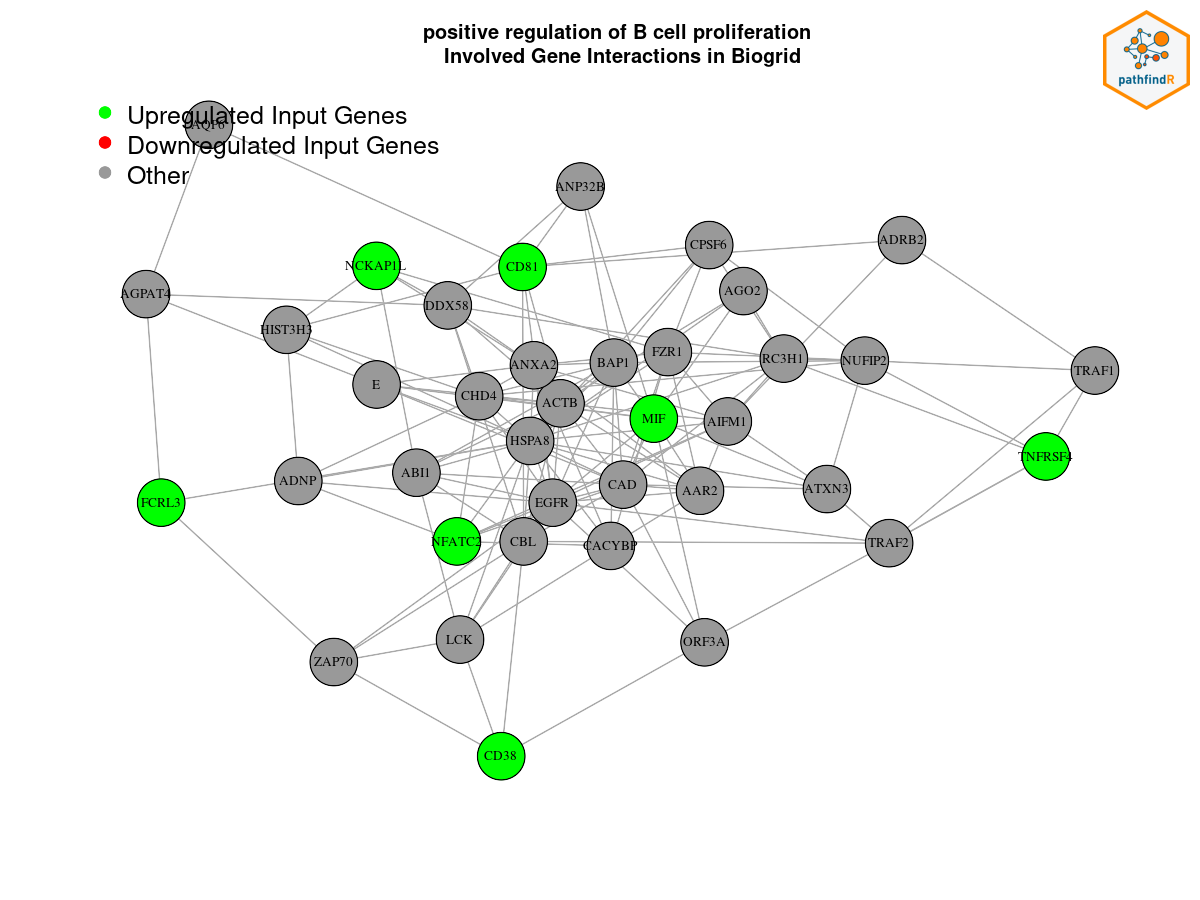 positive regulation of B cell proliferation
Involved Gene Interactions in Biogrid
pathfindR
Upregulated Input Genes
Downregulated Input Genes
Other
AQP6
ANP32B
ADRB2
CPSF6
NCKAP1L
CD81
AGO2
AGPAT4
DDX58
HIST3H3
FZR1
RC3H1
NUFIP2
BAP1
ANXA2
TRAF1
E
CHD4
ACTB
MIF
AIFM1
HSPA8
TNFRSF4
ABI1
ADNP
CAD
AAR2
ATXN3
FCRL3
EGFR
NFATC2
CBL
CACYBP
TRAF2
LCK
ORF3A
ZAP70
CD38